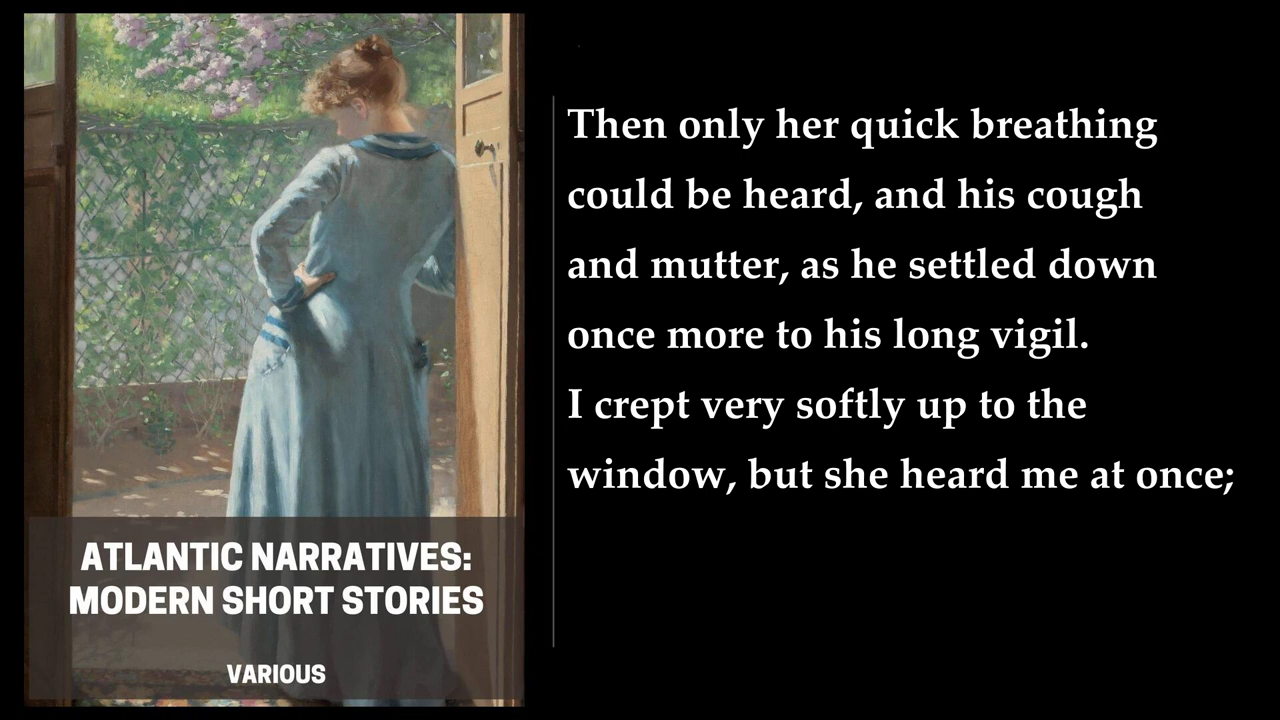 ATLANTIC NARRATIVES:
MODERN SHORT STORIES
VARIOUS
Then only her quick breathing
could be heard, and his cough
and mutter, as he settled down
once more to his long vigil.
I crept very softly up to the
window, but she heard me at once;